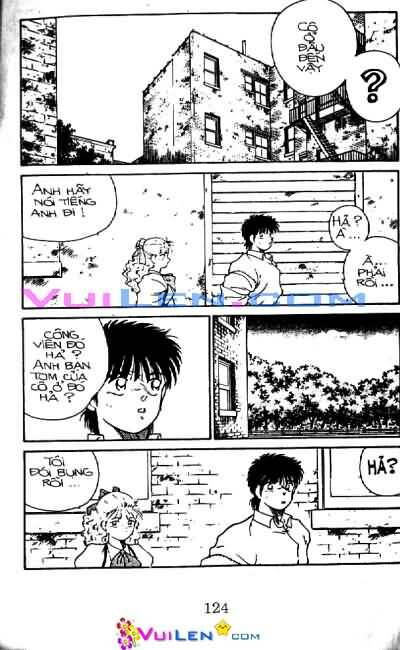 CÔ
Ở
ĐÂU
ĐẾN
VẬY
?
ANH HÃY
NÓI TIẾNG
ANH ĐI !
HẢ ?
À ...
À ...
PHẢI
RỒI ...
VUILEN.COM
CÔNG
VIÊN ĐÓ
HẢ ?
ANH BẠN
TOM CỦA
CÔ Ở ĐÓ
HẢ ?
TÔI
ĐÓI BỤNG
RỒI ...
HẢ?
124
VUILEN.COM